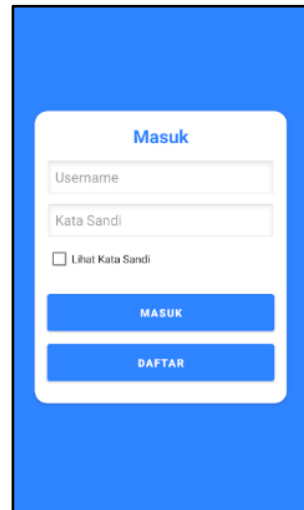 Masuk
Username
Kata Sandi
Lihat Kata Sandi
MASUK
DAFTAR